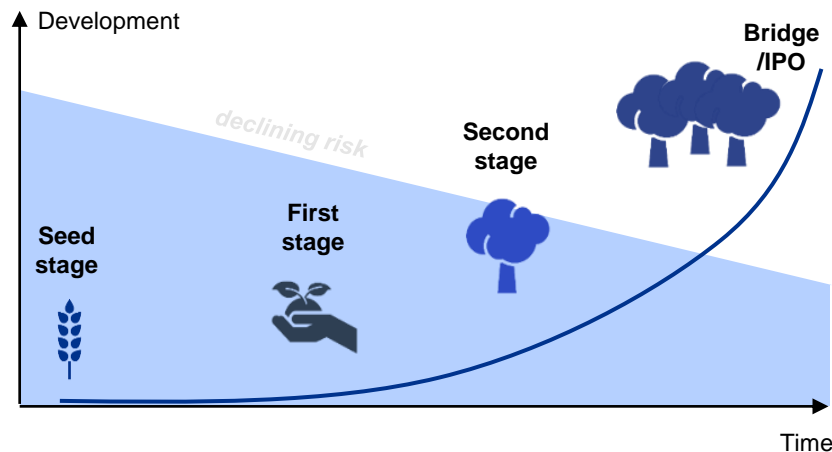 Development
Bridge
/IPO
declining risk
Second
stage
First
stage
Seed
stage
Time